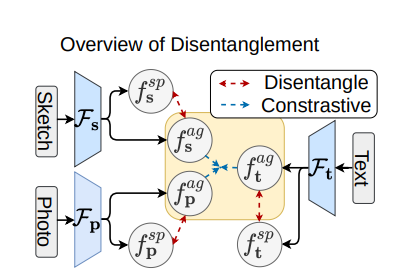 Overview of Disentanglement
Disentangle
Constrastive
Sketch
F_s
f_s^{sp}
f_s^{ag}
Photo
F_p
f_p^{ag}
f_p^{sp}
f_t^{ag}
f_t^{sp}
F_t
Text